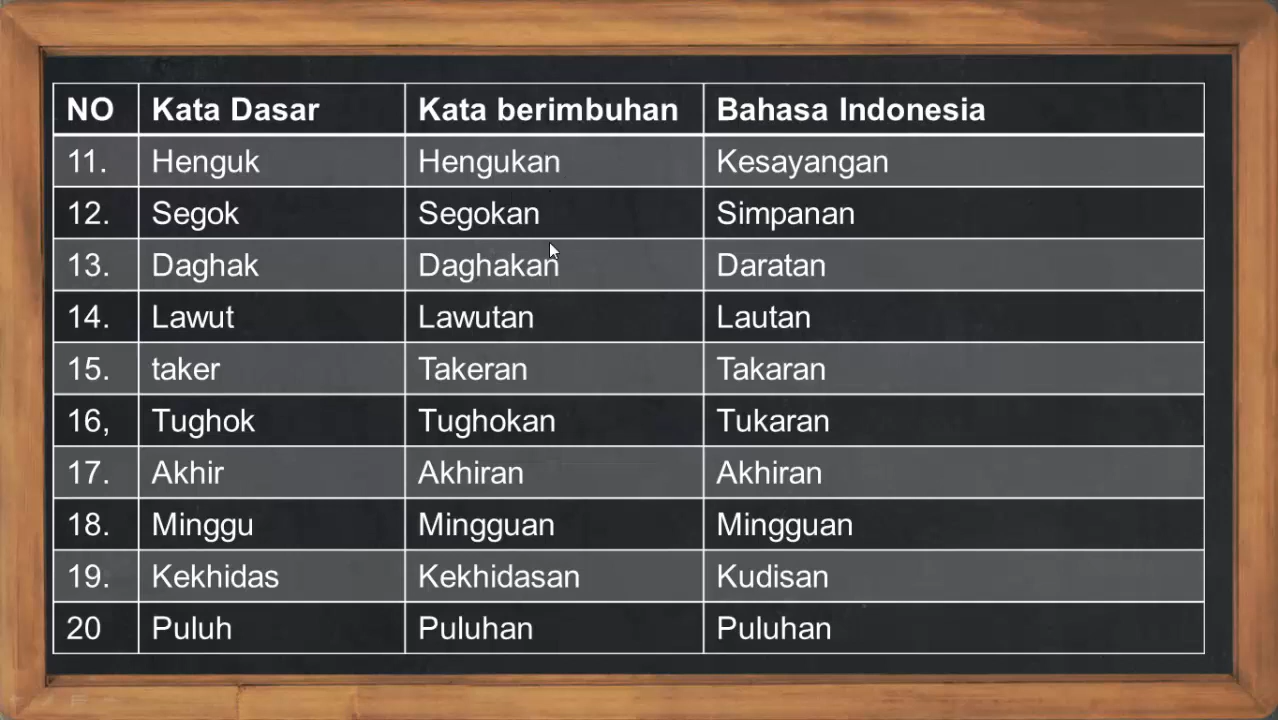 NO Kata Dasar Kata berimbuhan Bahasa Indonesia
11. Henguk Hengukan Kesayangan
12. Segok Segokan Simpanan
13. Daghak Daghakan Daratan
14. Lawut Lawutan Lautan
15. taker Takeran Takaran
16, Tughok Tughokan Tukaran
17. Akhir Akhiran Akhiran
18. Minggu Mingguan Mingguan
19. Kekhidas Kekhidasan Kudisan
20 Puluh Puluhan Puluhan